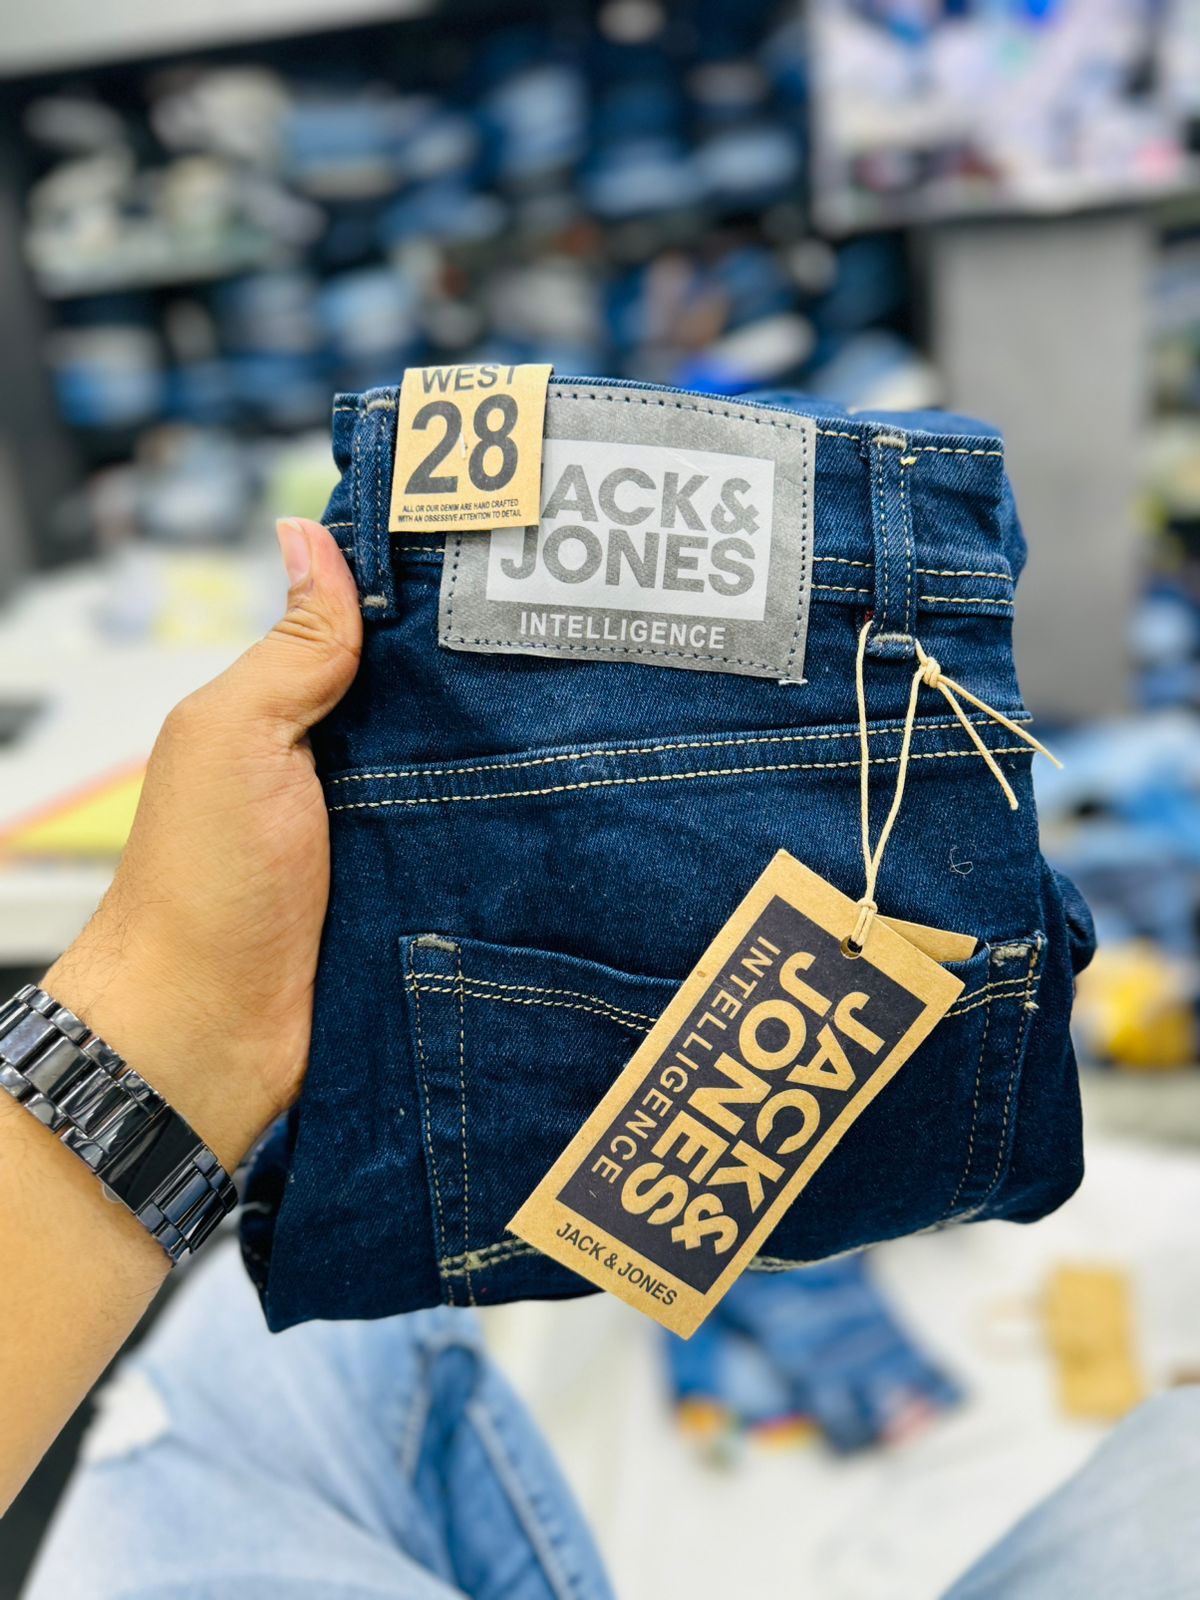 WEST
28
ALL OR OUR DENIM ARE HAND CRAFTED
WITH AN OBSESSIVE ATTENTION TO DETAIL
JACK&
JONES
INTELLIGENCE
JACK&
JONES
INTELLIGENCE
JACK & JONES